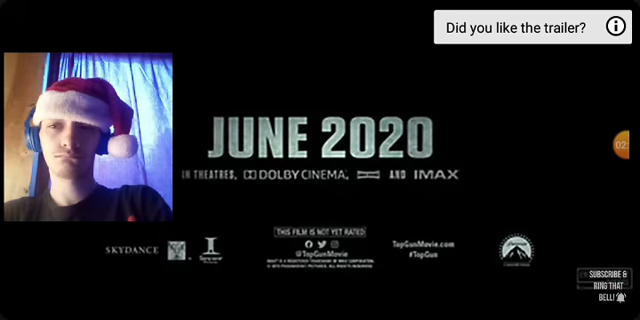 Did you like the trailer?
JUNE 2020
02:
IN THEATRES, DOLBY CINEMA, AND IMAX
THIS FILM IS NOT YET RATED
SKYDANCE
@TopGunMovie
TopGunMovie.com
#TopGun
SUBSCRIBE &
RING THAT
BELL!